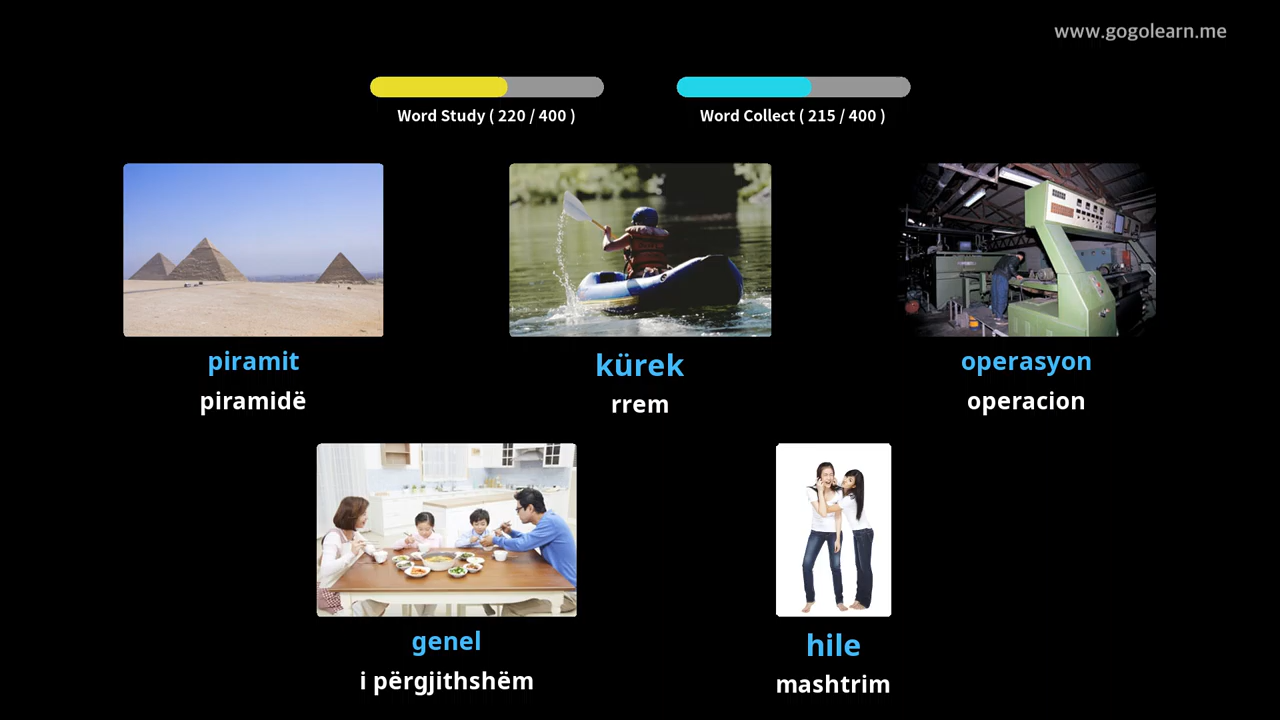 www.gogolearn.me
Word Study ( 220 / 400 )
Word Collect ( 215 / 400 )
piramit
piramidë
kürek
rrem
operasyon
operacion
genel
i përgjithshëm
hile
mashtrim